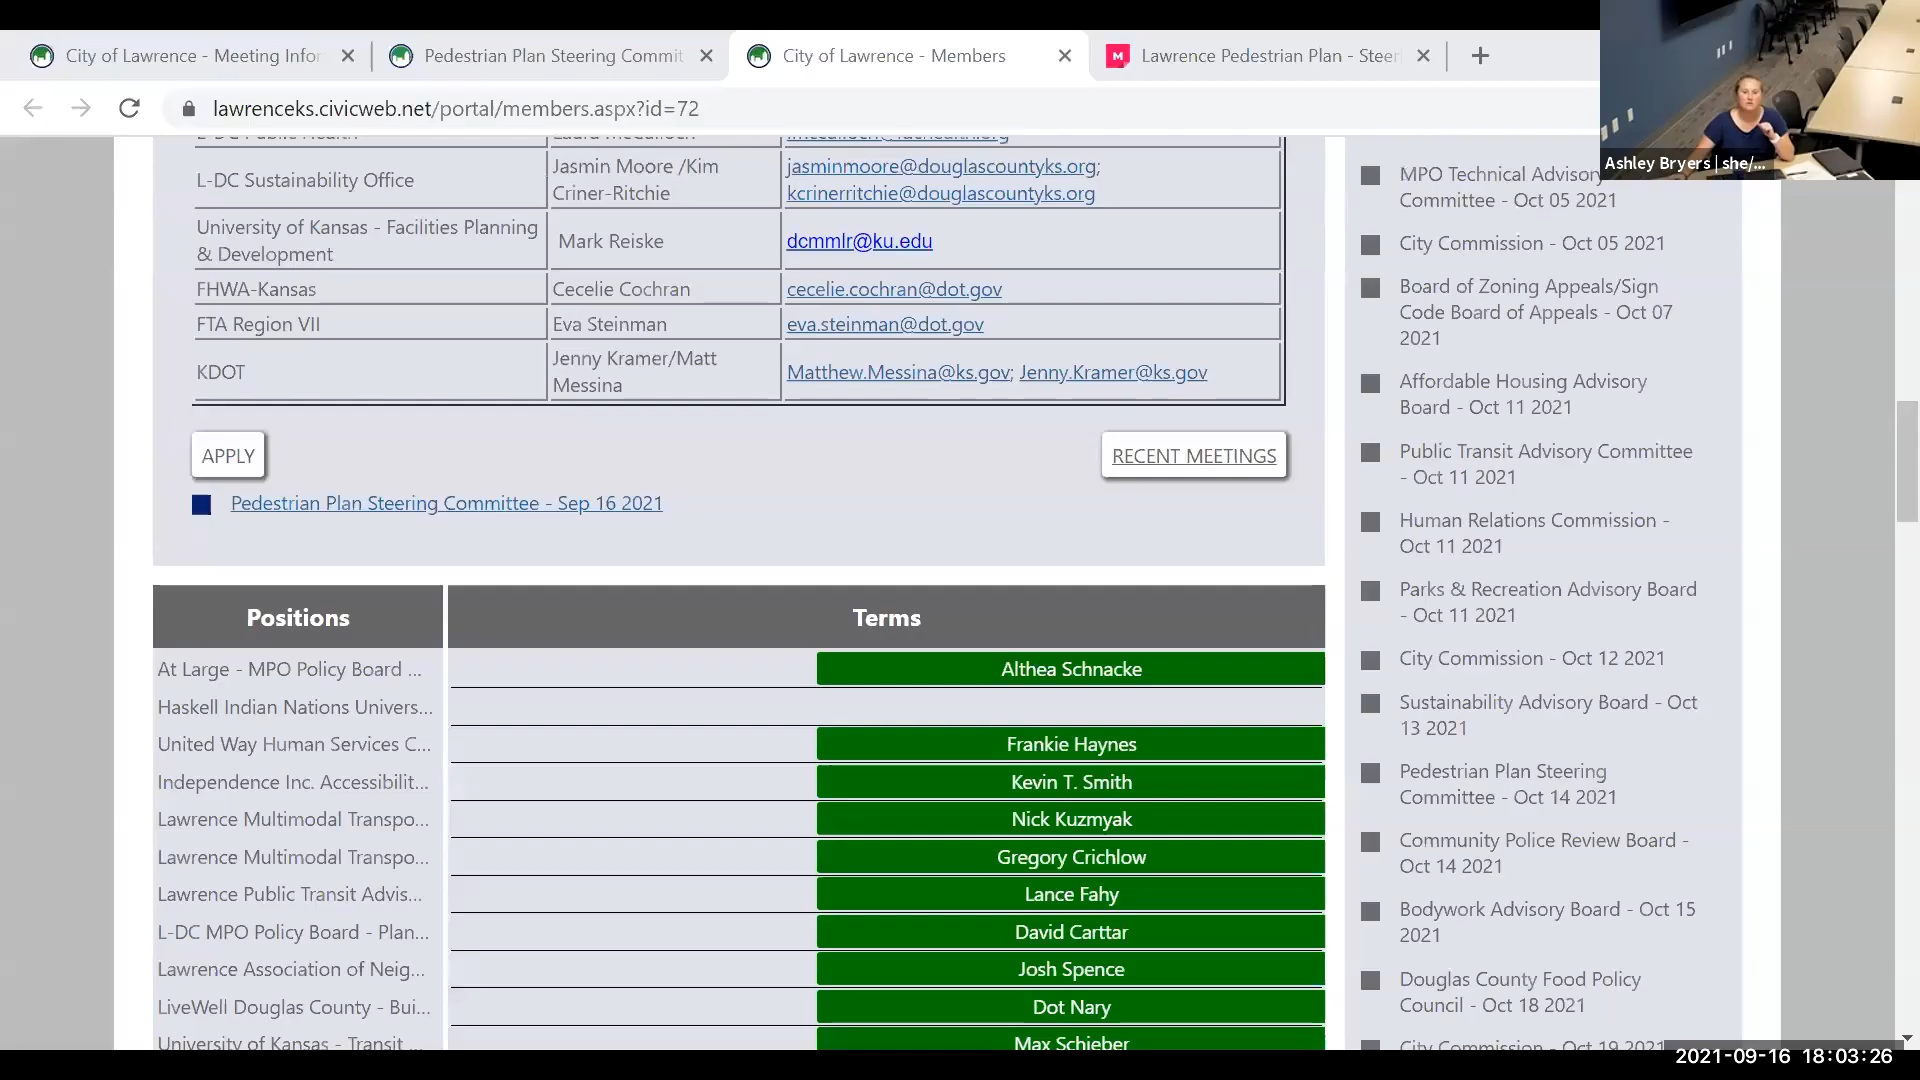 City of Lawrence - Meeting Infor
Pedestrian Plan Steering Commit
City of Lawrence - Members
Lawrence Pedestrian Plan - Steer
lawrenceks.civicweb.net/portal/members.aspx?id=72
Ashley Bryers | she/...
L-DC Sustainability Office
Jasmin Moore /Kim
Criner-Ritchie
jasminmoore@douglascountyks.org;
kcrinerritchie@douglascountyks.org
University of Kansas - Facilities Planning
& Development
Mark Reiske
dcmmlr@ku.edu
FHWA-Kansas
Cecelie Cochran
cecelie.cochran@dot.gov
FTA Region VII
Eva Steinman
eva.steinman@dot.gov
KDOT
Jenny Kramer/Matt
Messina
Matthew.Messina@ks.gov; Jenny.Kramer@ks.gov
APPLY
RECENT MEETINGS
Pedestrian Plan Steering Committee - Sep 16 2021
Positions
Terms
At Large - MPO Policy Board ...
Althea Schnacke
Haskell Indian Nations Univers...
United Way Human Services C...
Frankie Haynes
Independence Inc. Accessibilit...
Kevin T. Smith
Lawrence Multimodal Transpo...
Nick Kuzmyak
Lawrence Multimodal Transpo...
Gregory Crichlow
Lawrence Public Transit Advis...
Lance Fahy
L-DC MPO Policy Board - Plan...
David Carttar
Lawrence Association of Neig...
Josh Spence
LiveWell Douglas County - Bui...
Dot Nary
University of Kansas - Transit ...
Max Schieber
MPO Technical Advisory
Committee - Oct 05 2021
City Commission - Oct 05 2021
Board of Zoning Appeals/Sign
Code Board of Appeals - Oct 07
2021
Affordable Housing Advisory
Board - Oct 11 2021
Public Transit Advisory Committee
- Oct 11 2021
Human Relations Commission -
Oct 11 2021
Parks & Recreation Advisory Board
- Oct 11 2021
City Commission - Oct 12 2021
Sustainability Advisory Board - Oct
13 2021
Pedestrian Plan Steering
Committee - Oct 14 2021
Community Police Review Board -
Oct 14 2021
Bodywork Advisory Board - Oct 15
2021
Douglas County Food Policy
Council - Oct 18 2021
City Commission - Oct 19 2021
2021-09-16 18:03:26